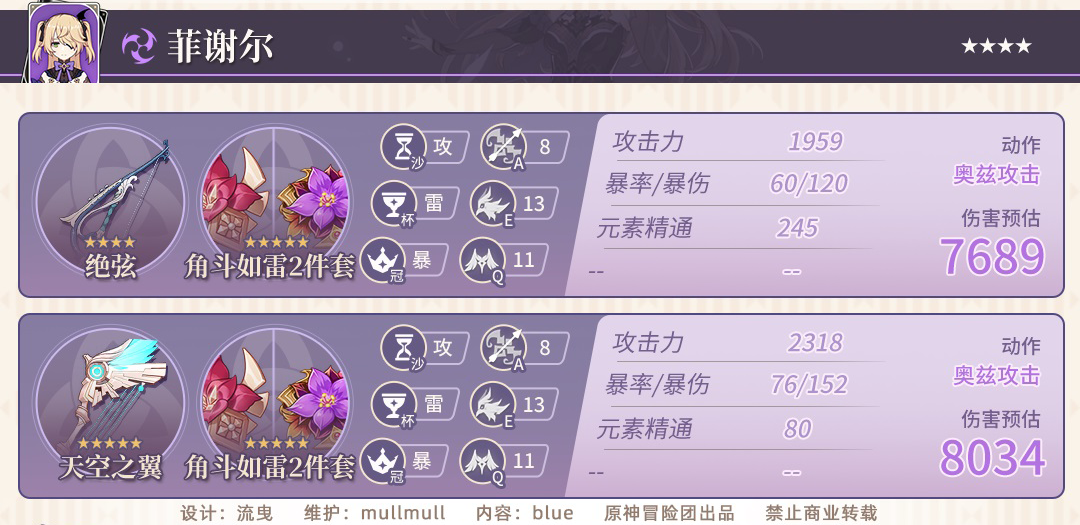 菲谢尔 ★★★★
绝弦
★★★★
角斗如雷2件套
★★★★★
沙 攻
A 8
杯 雷
E 13
冠 暴
Q 11
攻击力 1959
暴率/暴伤 60/120
元素精通 245
-- --
动作
奥兹攻击
伤害预估
7689
天空之翼
★★★★★
角斗如雷2件套
★★★★★
沙 攻
A 8
杯 雷
E 13
冠 暴
Q 11
攻击力 2318
暴率/暴伤 76/152
元素精通 80
-- --
动作
奥兹攻击
伤害预估
8034
设计：流曳 维护：mullmull 内容：blue 原神冒险团出品 禁止商业转载